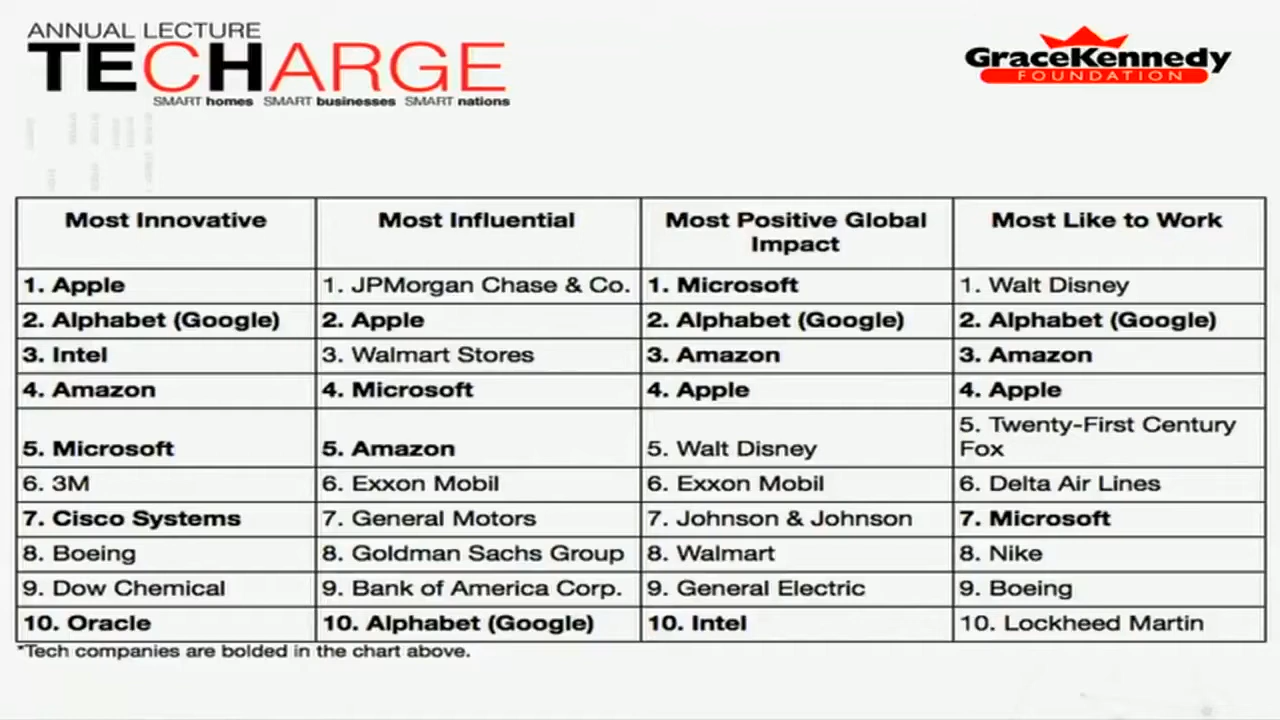 ANNUAL LECTURE
TECHARGE
SMART homes SMART businesses SMART nations
GraceKennedy
FOUNDATION
Most Innovative
Most Influential
Most Positive Global
Impact
Most Like to Work
1. Apple
1. JPMorgan Chase & Co.
1. Microsoft
1. Walt Disney
2. Alphabet (Google)
2. Apple
2. Alphabet (Google)
2. Alphabet (Google)
3. Intel
3. Walmart Stores
3. Amazon
3. Amazon
4. Amazon
4. Microsoft
4. Apple
4. Apple
5. Microsoft
5. Amazon
5. Walt Disney
5. Twenty-First Century
Fox
6. 3M
6. Exxon Mobil
6. Exxon Mobil
6. Delta Air Lines
7. Cisco Systems
7. General Motors
7. Johnson & Johnson
7. Microsoft
8. Boeing
8. Goldman Sachs Group
8. Walmart
8. Nike
9. Dow Chemical
9. Bank of America Corp.
9. General Electric
9. Boeing
10. Oracle
10. Alphabet (Google)
10. Intel
10. Lockheed Martin
*Tech companies are bolded in the chart above.